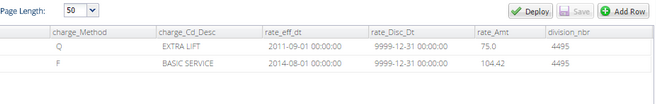 Page Length: 50 Deploy Save Add Row
charge_Method charge_Cd_Desc rate_eff_dt rate_Disc_Dt rate_Amt division_nbr
Q EXTRA LIFT 2011-09-01 00:00:00 9999-12-31 00:00:00 75.0 4495
F BASIC SERVICE 2014-08-01 00:00:00 9999-12-31 00:00:00 104.42 4495